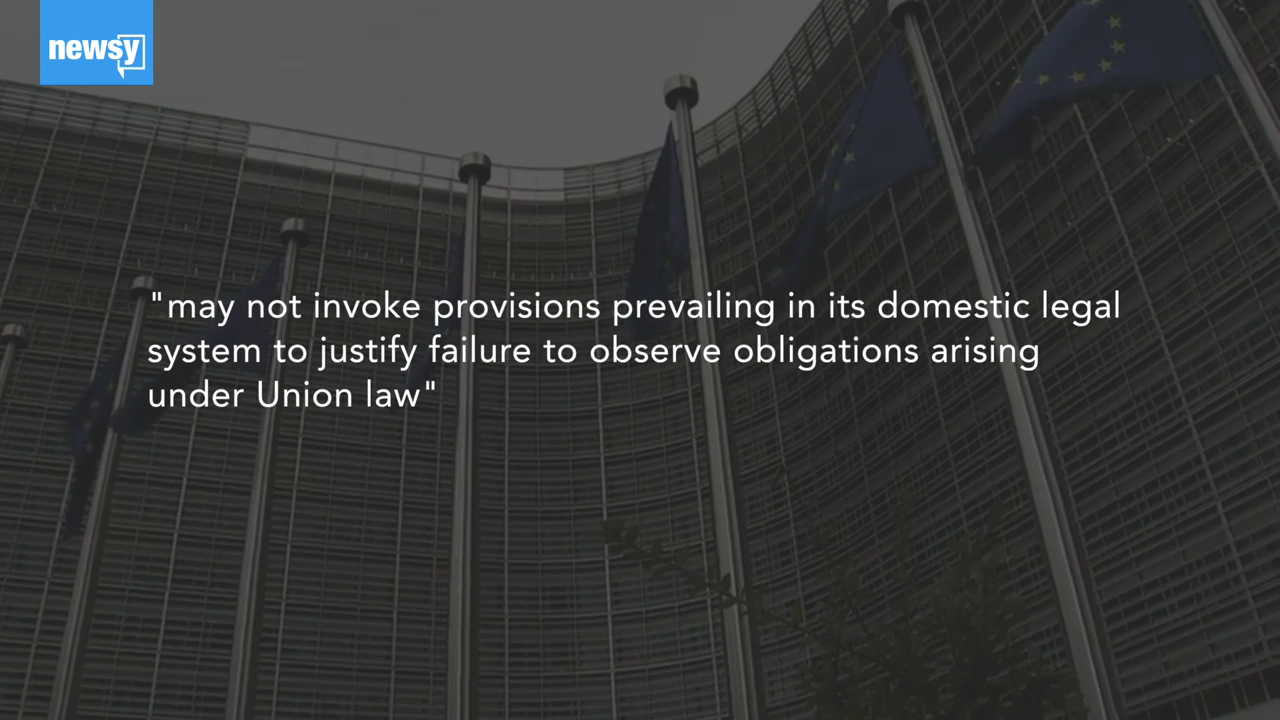 newsy
"may not invoke provisions prevailing in its domestic legal
system to justify failure to observe obligations arising
under Union law"